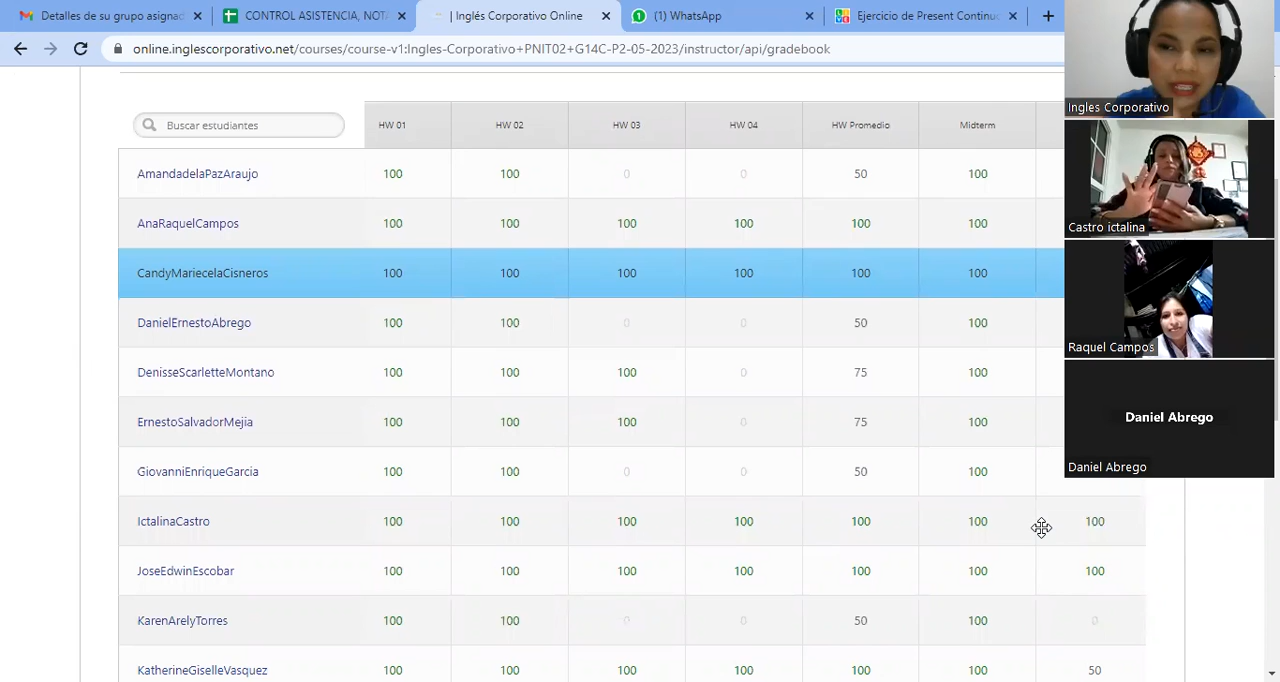 Detalles de su grupo asignad
CONTROL ASISTENCIA, NOTA
| Inglés Corporativo Online
(1) WhatsApp
Ejercicio de Present Continuo
online.inglescorporativo.net/courses/course-v1:Ingles-Corporativo+PNIT02+G14C-P2-05-2023/instructor/api/gradebook
Buscar estudiantes
HW 01 HW 02 HW 03 HW 04 HW Promedio Midterm
AmandadelaPazAraujo 100 100 0 0 50 100
AnaRaquelCampos 100 100 100 100 100 100
CandyMariecelaCisneros 100 100 100 100 100 100
DanielErnestoAbrego 100 100 0 0 50 100
DenisseScarletteMontano 100 100 100 0 75 100
ErnestoSalvadorMejia 100 100 100 0 75 100
GiovanniEnriqueGarcia 100 100 0 0 50 100
IctalinaCastro 100 100 100 100 100 100 100
JoseEdwinEscobar 100 100 100 100 100 100 100
KarenArelyTorres 100 100 0 0 50 100 0
KatherineGiselleVasquez 100 100 100 100 100 100 50
Ingles Corporativo
Castro ictalina
Raquel Campos
Daniel Abrego
Daniel Abrego